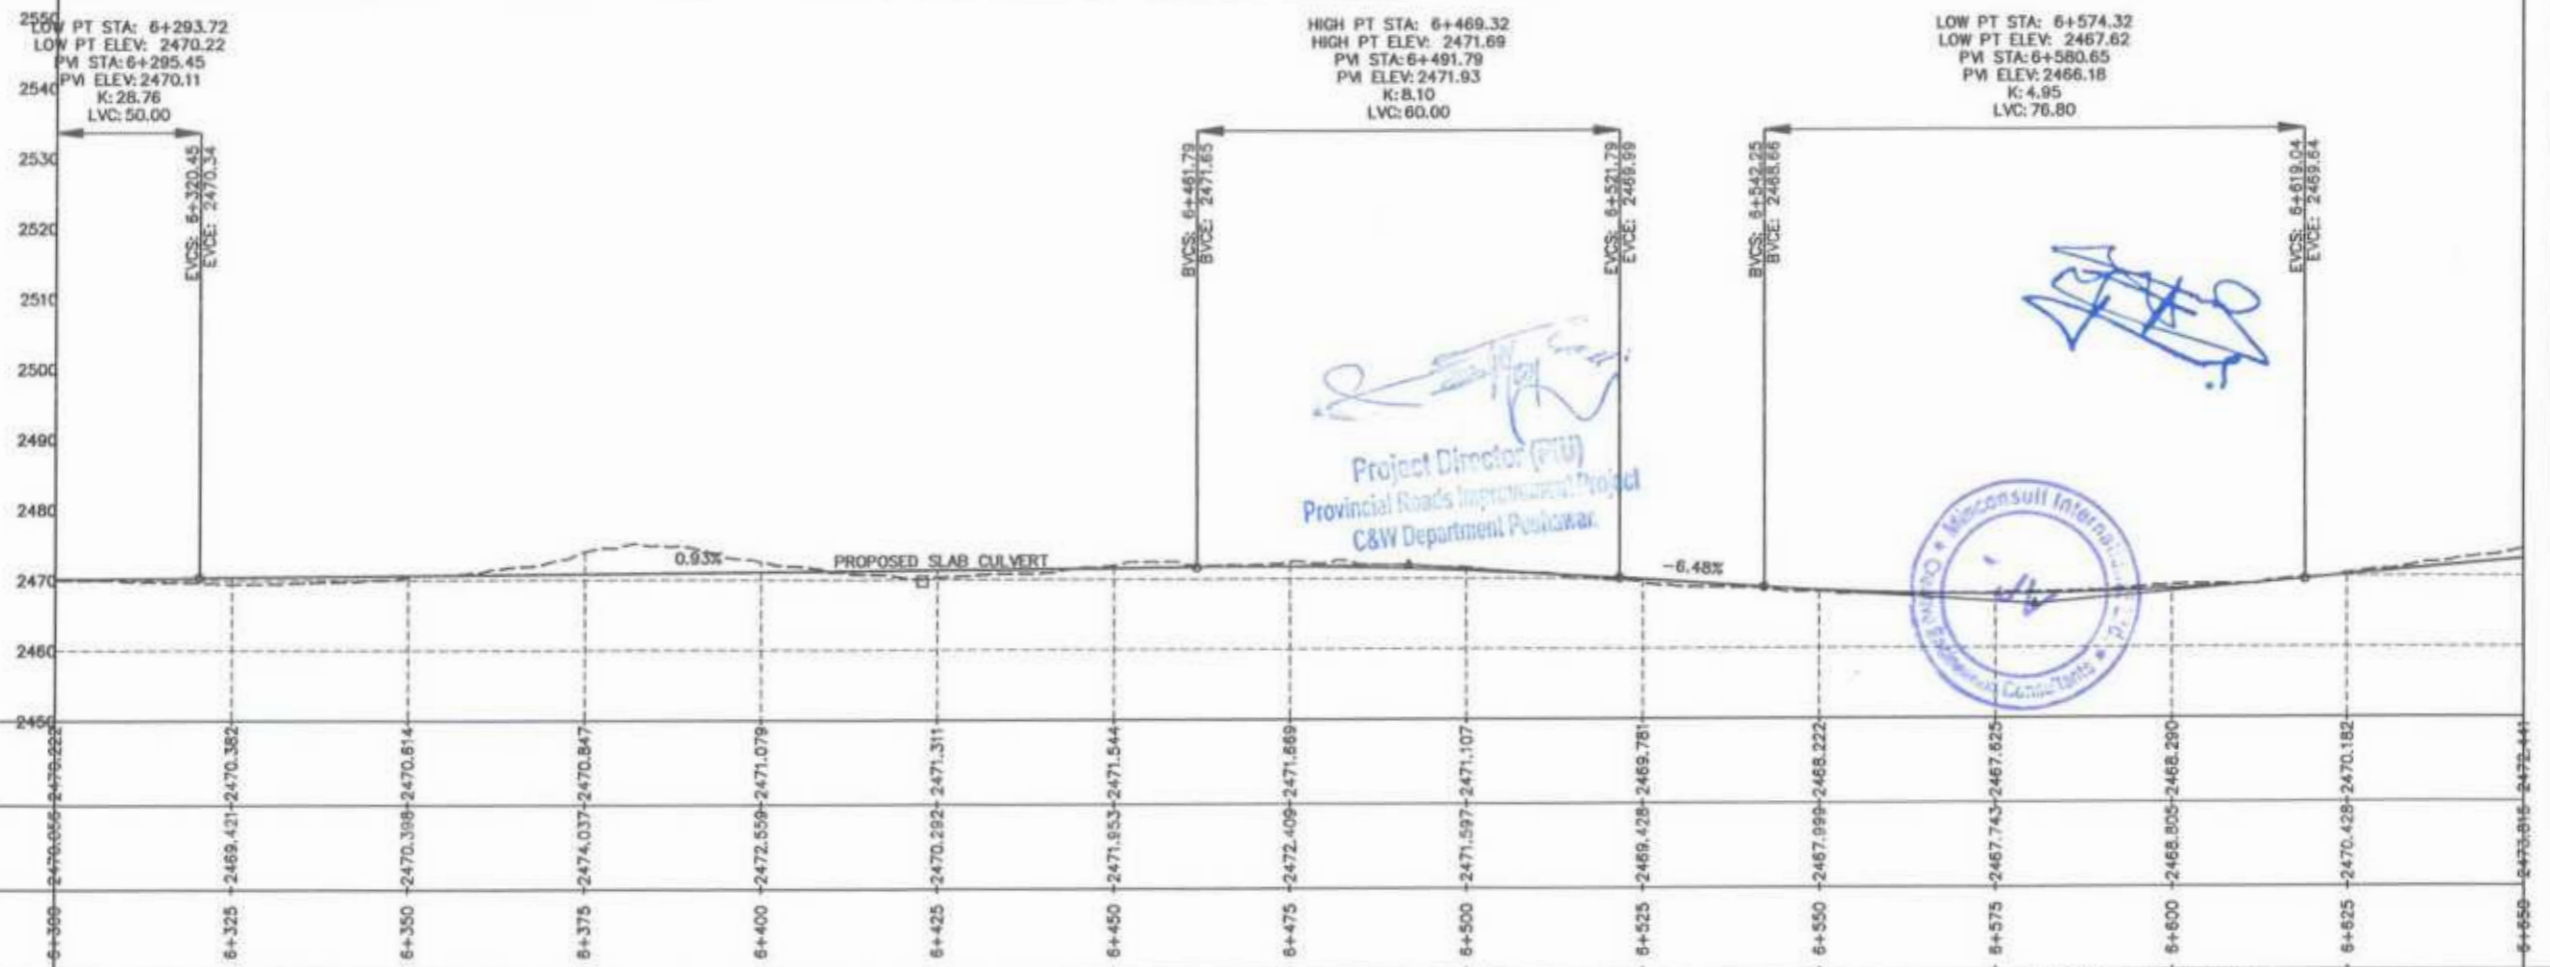 2550
2540
2530
2520
2510
2500
2490
2480
2470
2460
2450
LOW PT STA: 6+293.72
LOW PT ELEV: 2470.22
PVI STA:6+295.45
PVI ELEV:2470.11
K:28.76
LVC:50.00
EVCS: 6+320.45
EVCE: 2470.34
HIGH PT STA: 6+469.32
HIGH PT ELEV: 2471.69
PVI STA:6+491.79
PVI ELEV:2471.93
K:8.10
LVC:60.00
BVCS: 6+461.79
BVCE: 2471.65
EVCS: 6+521.79
EVCE: 2469.99
LOW PT STA: 6+574.32
LOW PT ELEV: 2467.62
PVI STA:6+580.65
PVI ELEV:2466.18
K:4.95
LVC:76.80
BVCS: 6+542.25
BVCE: 2468.66
EVCS: 6+619.04
EVCE: 2469.64
Project Director (PIU)
Provincial Roads Improvement Project
C&W Department Peshawar.
0.93%
PROPOSED SLAB CULVERT
-6.48%
Minconsult International
Consultants
2470.222
2470.382
2470.614
2470.847
2471.079
2471.311
2471.544
2471.669
2471.107
2469.781
2468.222
2467.625
2468.290
2470.182
2472.441
2470.055
2469.421
2470.398
2474.037
2472.559
2470.292
2471.953
2472.409
2471.597
2469.428
2467.999
2467.743
2468.805
2470.428
2473.815
6+300
6+325
6+350
6+375
6+400
6+425
6+450
6+475
6+500
6+525
6+550
6+575
6+600
6+625
6+650